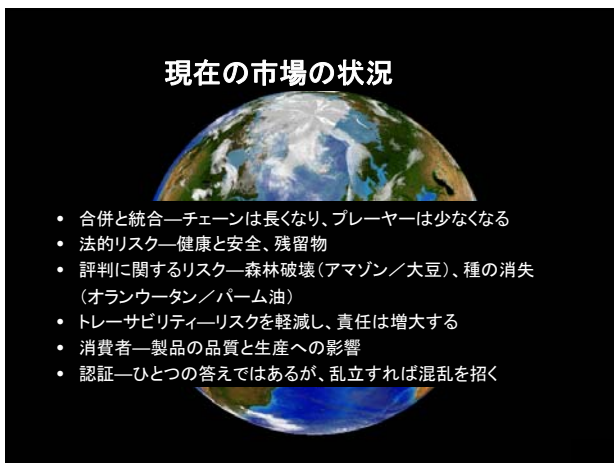 現在の市場の状況
• 合併と統合―チェーンは長くなり、プレーヤーは少なくなる
• 法的リスク―健康と安全、残留物
• 評判に関するリスク―森林破壊(アマゾン/大豆)、種の消失
(オランウータン/パーム油)
• トレーサビリティ―リスクを軽減し、責任は増大する
• 消費者―製品の品質と生産への影響
• 認証―ひとつの答えではあるが、乱立すれば混乱を招く